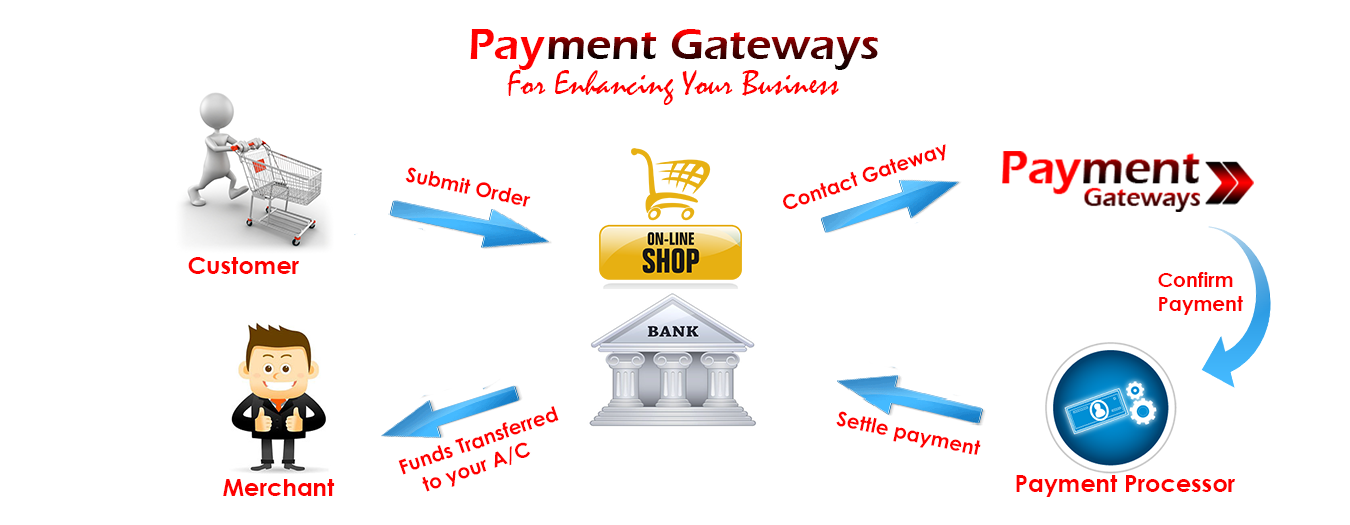 Payment Gateways
For Enhancing Your Business
Submit Order
Customer
ON-LINE
SHOP
Contact Gateway
Payment
Gateways
Confirm
Payment
BANK
Merchant
Funds Transferred
to your A/C
Settle payment
Payment Processor